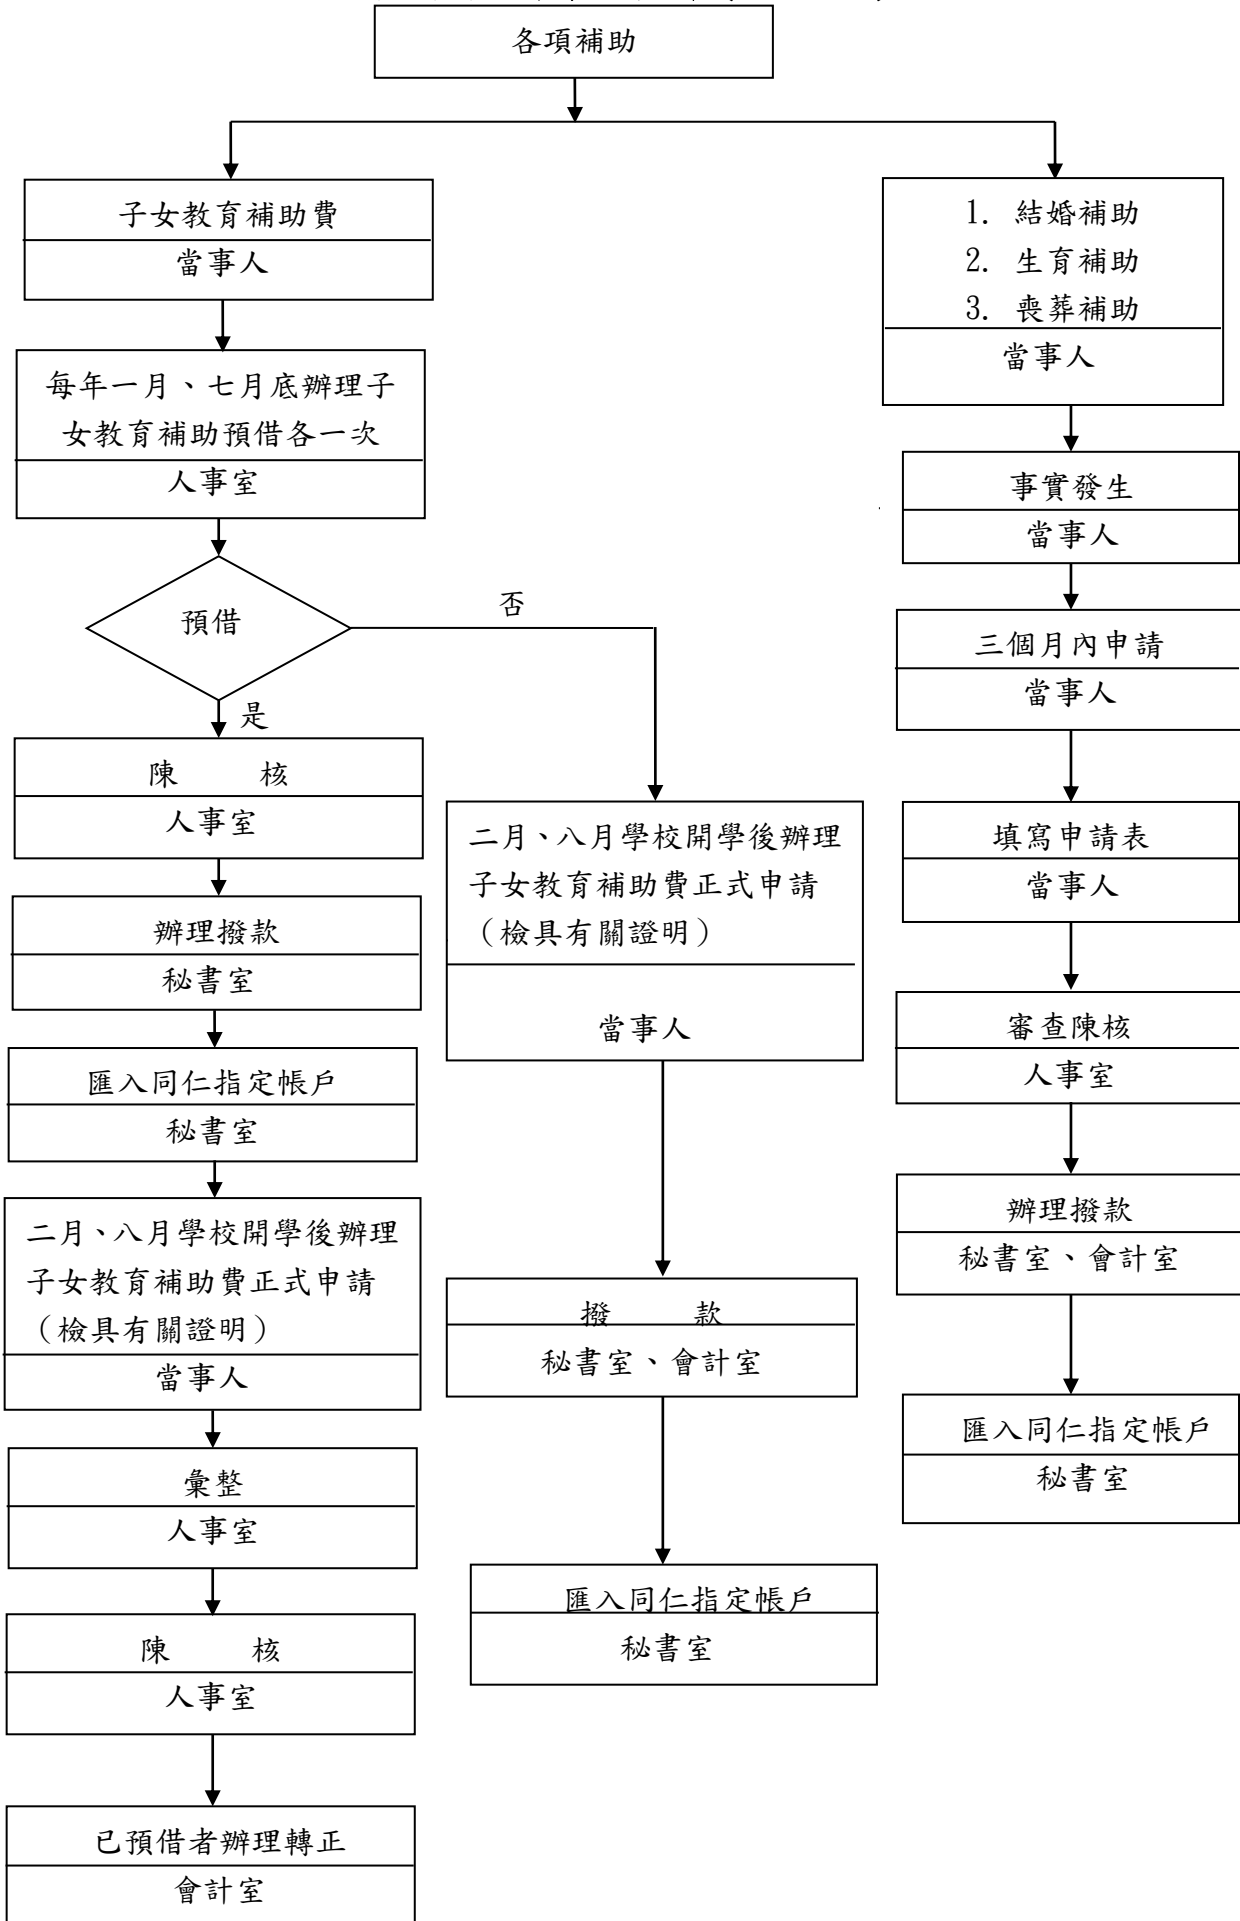 各項補助
子女教育補助費
當事人
每年一月、七月底辦理子
女教育補助預借各一次
人事室
預借
否
是
陳 核
人事室
辦理撥款
秘書室
匯入同仁指定帳戶
秘書室
二月、八月學校開學後辦理
子女教育補助費正式申請
（檢具有關證明）
當事人
彙整
人事室
陳 核
人事室
已預借者辦理轉正
會計室
二月、八月學校開學後辦理
子女教育補助費正式申請
（檢具有關證明）
當事人
撥 款
秘書室、會計室
匯入同仁指定帳戶
秘書室
1. 結婚補助
2. 生育補助
3. 喪葬補助
當事人
事實發生
當事人
三個月內申請
當事人
填寫申請表
當事人
審查陳核
人事室
辦理撥款
秘書室、會計室
匯入同仁指定帳戶
秘書室